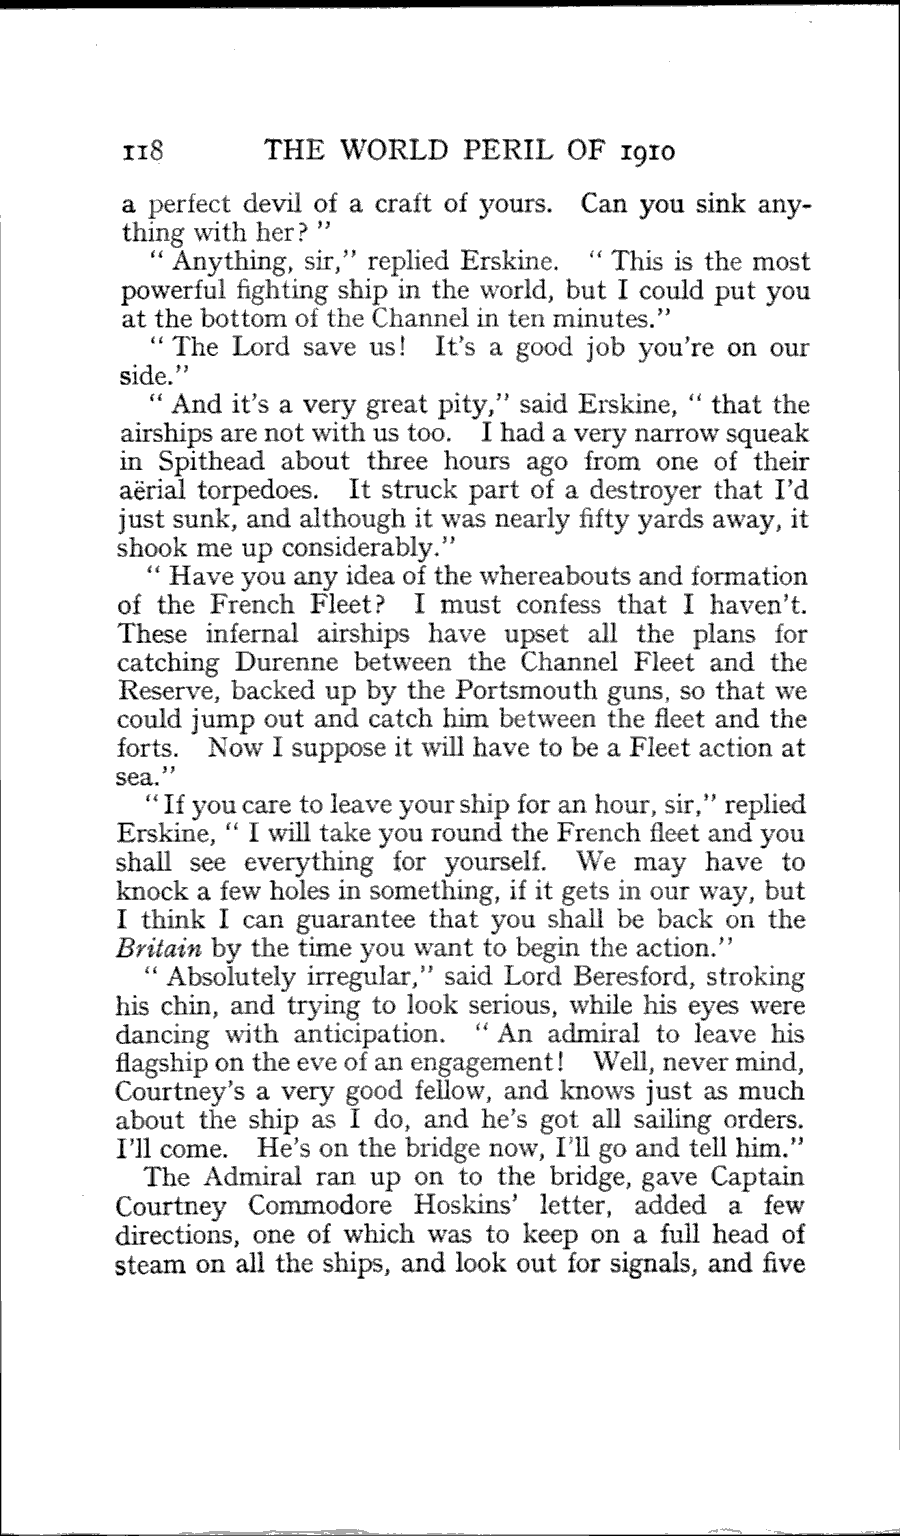 118 THE WORLD PERIL OF 1910
a perfect devil of a craft of yours. Can you sink any-
thing with her? ”
“ Anything, sir,” replied Erskine. “ This is the most
powerful fighting ship in the world, but I could put you
at the bottom of the Channel in ten minutes.”
“ The Lord save us! It’s a good job you’re on our
side.”
“ And it’s a very great pity,” said Erskine, “ that the
airships are not with us too. I had a very narrow squeak
in Spithead about three hours ago from one of their
aërial torpedoes. It struck part of a destroyer that I’d
just sunk, and although it was nearly fifty yards away, it
shook me up considerably.”
“ Have you any idea of the whereabouts and formation
of the French Fleet? I must confess that I haven’t.
These infernal airships have upset all the plans for
catching Durenne between the Channel Fleet and the
Reserve, backed up by the Portsmouth guns, so that we
could jump out and catch him between the fleet and the
forts. Now I suppose it will have to be a Fleet action at
sea.”
“ If you care to leave your ship for an hour, sir,” replied
Erskine, “ I will take you round the French fleet and you
shall see everything for yourself. We may have to
knock a few holes in something, if it gets in our way, but
I think I can guarantee that you shall be back on the
Britain by the time you want to begin the action.”
“ Absolutely irregular,” said Lord Beresford, stroking
his chin, and trying to look serious, while his eyes were
dancing with anticipation. “ An admiral to leave his
flagship on the eve of an engagement! Well, never mind,
Courtney’s a very good fellow, and knows just as much
about the ship as I do, and he’s got all sailing orders.
I’ll come. He’s on the bridge now, I’ll go and tell him.”
The Admiral ran up on to the bridge, gave Captain
Courtney Commodore Hoskins’ letter, added a few
directions, one of which was to keep on a full head of
steam on all the ships, and look out for signals, and five